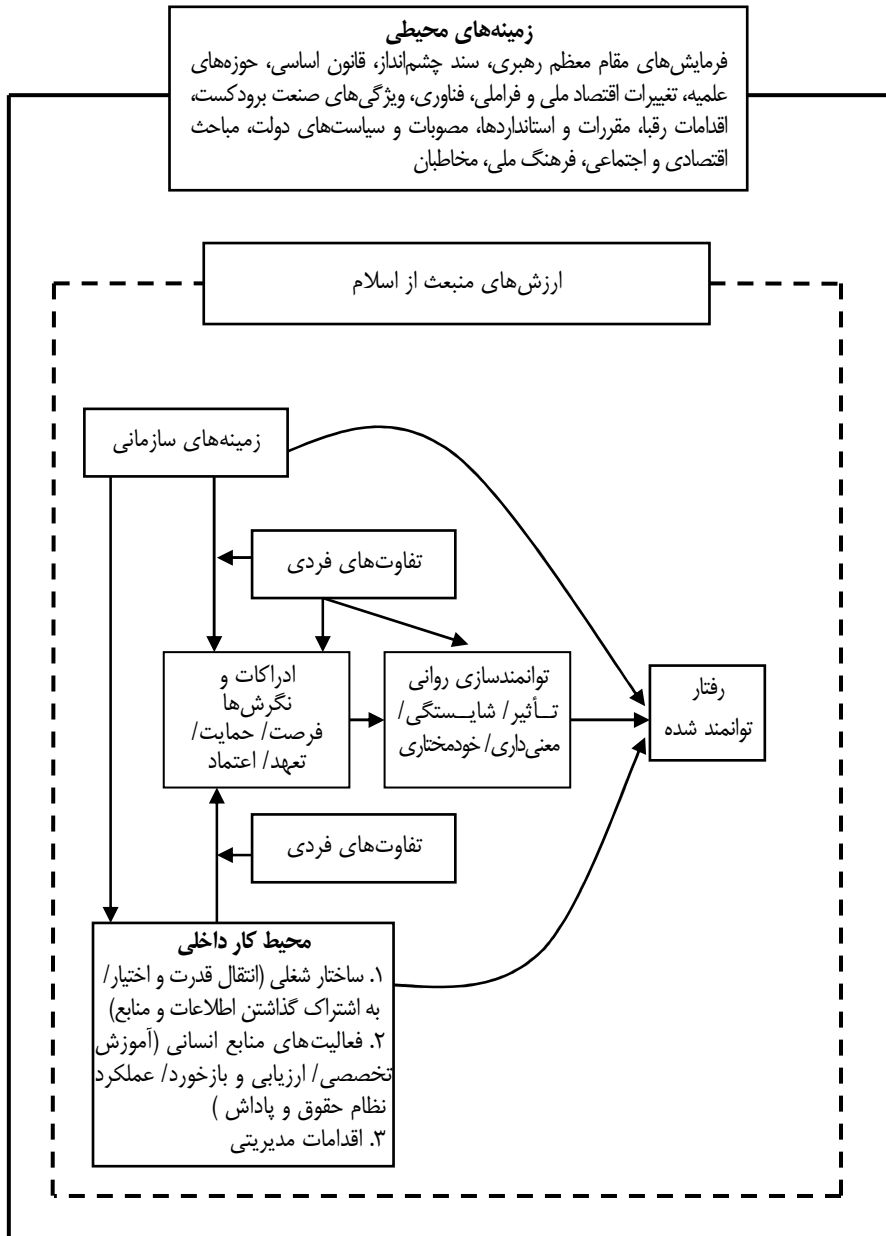 زمینه‌های محیطی
فرمایش‌های مقام معظم رهبری، سند چشم‌انداز، قانون اساسی، حوزه‌های
علمیه، تغییرات اقتصاد ملی و فراملی، فناوری، ویژگی‌های صنعت برودکست،
اقدامات رقبا، مقررات و استانداردها، مصوبات و سیاست‌های دولت، مباحث
اقتصادی و اجتماعی، فرهنگ ملی، مخاطبان
ارزش‌های منبعث از اسلام
زمینه‌های سازمانی
تفاوت‌های فردی
ادراکات و
نگرش‌ها
فرصت/ حمایت/
تعهد/ اعتماد
توانمندسازی روانی
تــأثیر/ شایــستگی/
معنی‌داری/ خودمختاری
رفتار
توانمند شده
تفاوت‌های فردی
محیط کار داخلی
۱. ساختار شغلی (انتقال قدرت و اختیار/
به اشتراک گذاشتن اطلاعات و منابع)
۲. فعالیت‌های منابع انسانی (آموزش
تخصصی/ ارزیابی و بازخورد/ عملکرد
نظام حقوق و پاداش )
۳. اقدامات مدیریتی